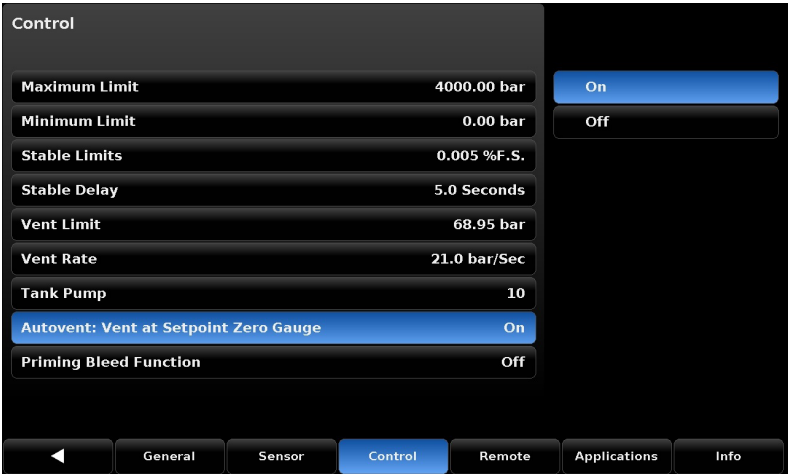 Control
Maximum Limit 4000.00 bar
Minimum Limit 0.00 bar
Stable Limits 0.005 %F.S.
Stable Delay 5.0 Seconds
Vent Limit 68.95 bar
Vent Rate 21.0 bar/Sec
Tank Pump 10
Autovent: Vent at Setpoint Zero Gauge On
Priming Bleed Function Off
On
Off
General Sensor Control Remote Applications Info